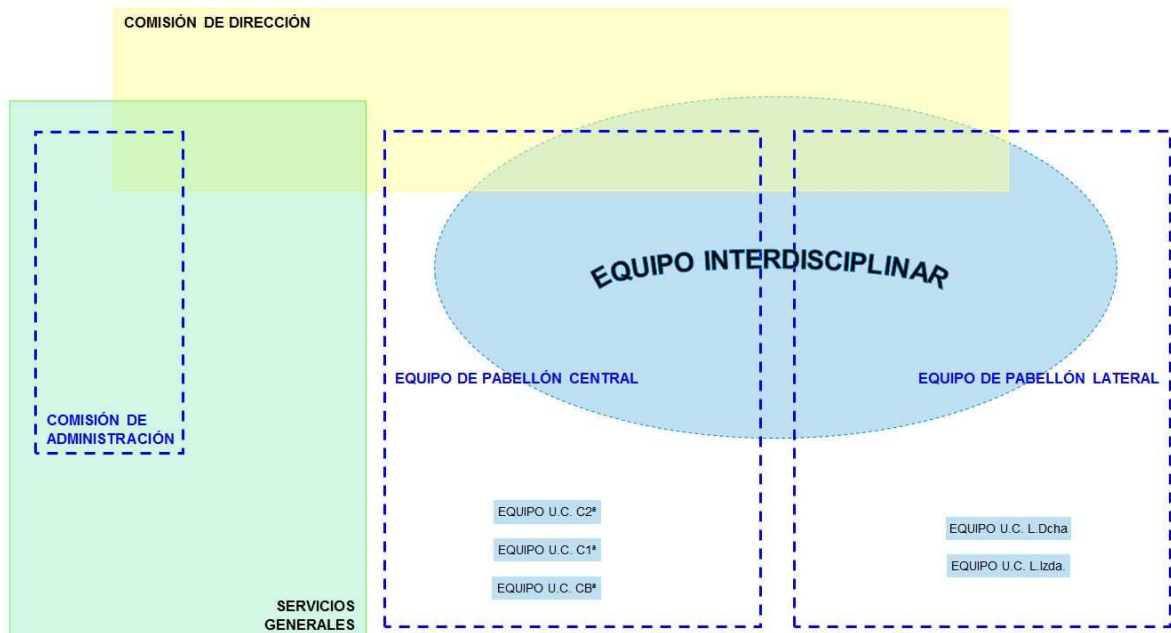 COMISIÓN DE DIRECCIÓN
EQUIPO INTERDISCIPLINAR
EQUIPO DE PABELLÓN CENTRAL
EQUIPO DE PABELLÓN LATERAL
COMISIÓN DE
ADMINISTRACIÓN
EQUIPO U.C. C2ª
EQUIPO U.C. C1ª
EQUIPO U.C. CBª
EQUIPO U.C. L.Dcha
EQUIPO U.C. L.Izda.
SERVICIOS
GENERALES